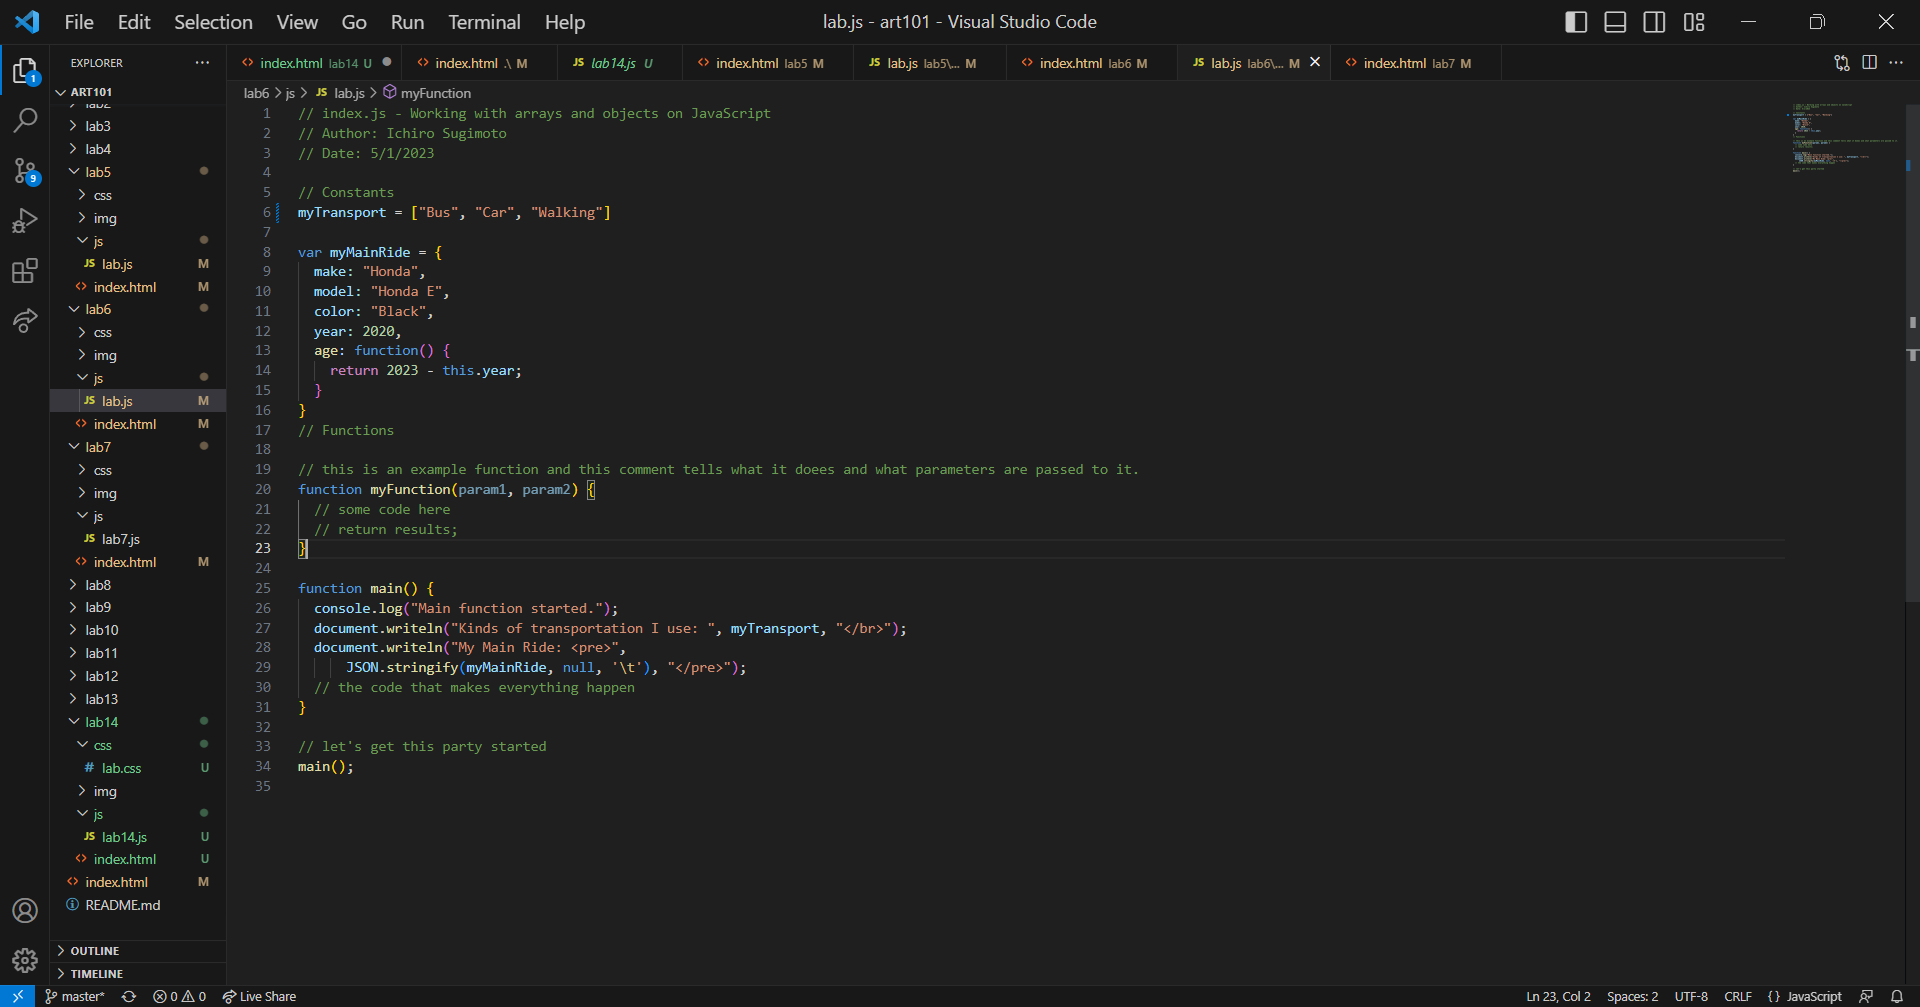 File Edit Selection View Go Run Terminal Help
lab.js - art101 - Visual Studio Code
EXPLORER
index.html lab14 U
index.html .\ M
JS lab14.js U
index.html lab5 M
JS lab.js lab5\... M
index.html lab6 M
JS lab.js lab6\... M
index.html lab7 M
lab6 > js > JS lab.js > myFunction
1
9
ART101
lab2
lab3
lab4
lab5
css
img
js
JS lab.js M
index.html M
lab6
css
img
js
JS lab.js M
index.html M
lab7
css
img
js
JS lab7.js
index.html M
lab8
lab9
lab10
lab11
lab12
lab13
lab14
css
# lab.css U
img
js
JS lab14.js U
index.html U
index.html M
README.md
OUTLINE
TIMELINE
1 // index.js - Working with arrays and objects on JavaScript
2 // Author: Ichiro Sugimoto
3 // Date: 5/1/2023
4
5 // Constants
6 myTransport = ["Bus", "Car", "Walking"]
7
8 var myMainRide = {
9 make: "Honda",
10 model: "Honda E",
11 color: "Black",
12 year: 2020,
13 age: function() {
14 return 2023 - this.year;
15 }
16 }
17 // Functions
18
19 // this is an example function and this comment tells what it doees and what parameters are passed to it.
20 function myFunction(param1, param2) {
21 // some code here
22 // return results;
23 }
24
25 function main() {
26 console.log("Main function started.");
27 document.writeln("Kinds of transportation I use: ", myTransport, "</br>");
28 document.writeln("My Main Ride: <pre>",
29 JSON.stringify(myMainRide, null, '\t'), "</pre>");
30 // the code that makes everything happen
31 }
32
33 // let's get this party started
34 main();
35
master* 0 0 Live Share
Ln 23, Col 2 Spaces: 2 UTF-8 CRLF {} JavaScript